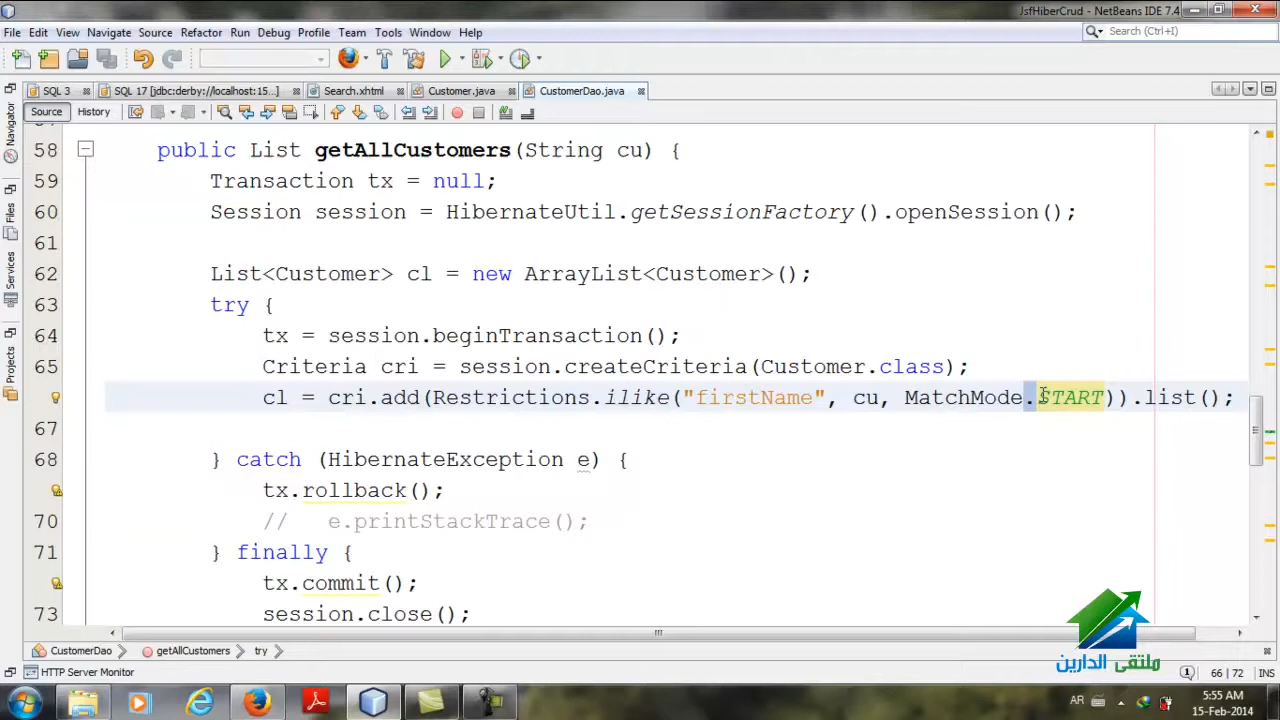 JsfHiberCrud - NetBeans IDE 7.4
File Edit View Navigate Source Refactor Run Debug Profile Team Tools Window Help
Search (Ctrl+I)
SQL 3
SQL 17 [jdbc:derby://localhost:15...]
Search.xhtml
Customer.java
CustomerDao.java
Source History
Navigator
Files
Services
Projects
58 public List getAllCustomers(String cu) {
59 Transaction tx = null;
60 Session session = HibernateUtil.getSessionFactory().openSession();
61
62 List<Customer> cl = new ArrayList<Customer>();
63 try {
64 tx = session.beginTransaction();
65 Criteria cri = session.createCriteria(Customer.class);
cl = cri.add(Restrictions.ilike("firstName", cu, MatchMode.START)).list();
67
68 } catch (HibernateException e) {
tx.rollback();
70 // e.printStackTrace();
71 } finally {
tx.commit();
73 session.close();
ملتقى الدارين
CustomerDao getAllCustomers try
HTTP Server Monitor
66 | 72 INS
AR
5:55 AM
15-Feb-2014